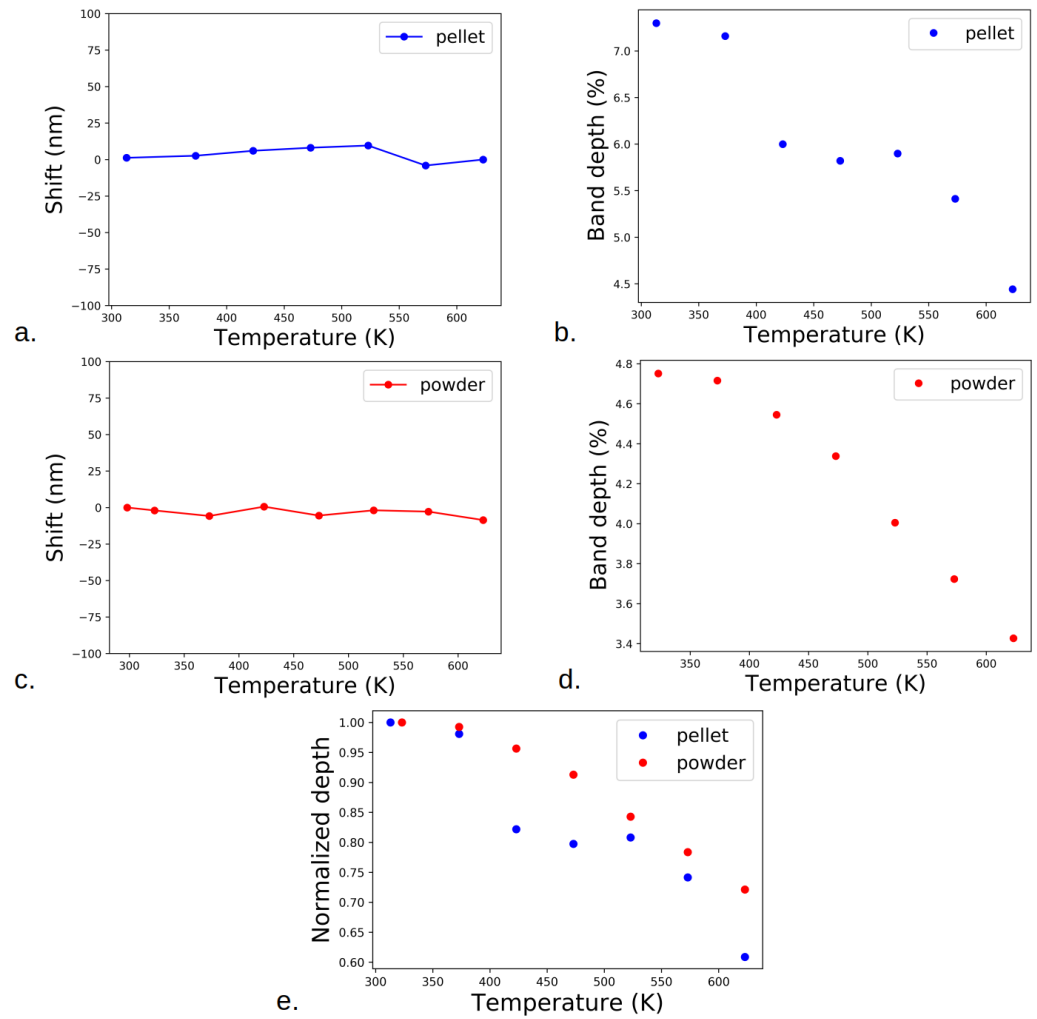 100
75
50
25
0
−25
−50
−75
−100
Shift (nm)
pellet
300 350 400 450 500 550 600
Temperature (K)
a.
7.0
6.5
6.0
5.5
5.0
4.5
Band depth (%)
pellet
350 400 450 500 550 600
Temperature (K)
b.
100
75
50
25
0
−25
−50
−75
−100
Shift (nm)
powder
300 350 400 450 500 550 600
Temperature (K)
c.
4.8
4.6
4.4
4.2
4.0
3.8
3.6
3.4
Band depth (%)
powder
350 400 450 500 550 600
Temperature (K)
d.
1.00
0.95
0.90
0.85
0.80
0.75
0.70
0.65
0.60
Normalized depth
pellet
powder
300 350 400 450 500 550 600
Temperature (K)
e.